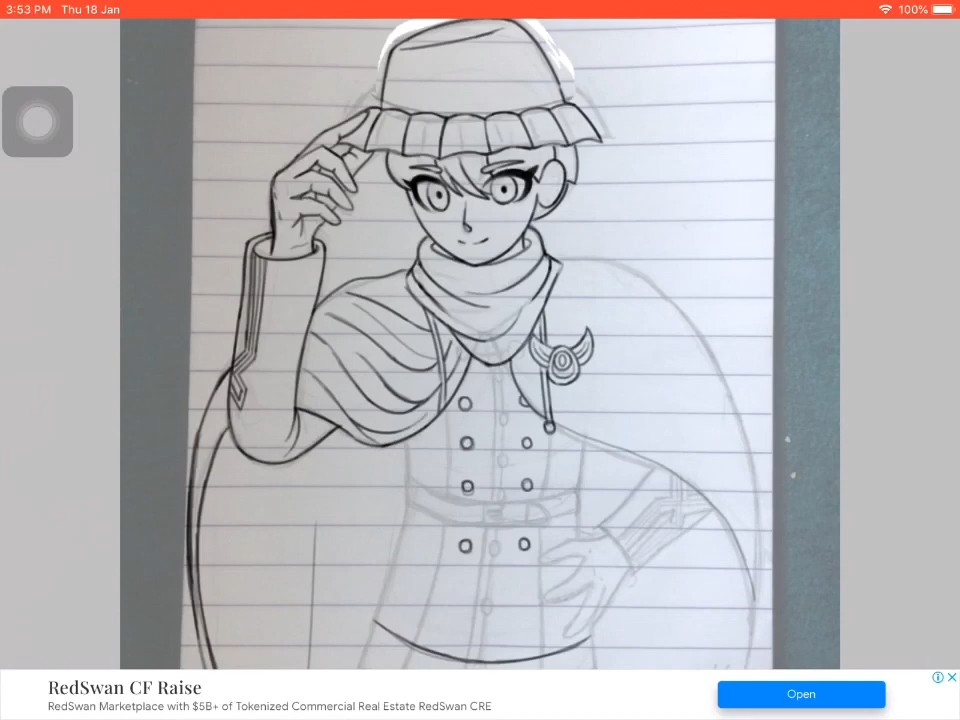 3:53 PM Thu 18 Jan
100%
RedSwan CF Raise
RedSwan Marketplace with $5B+ of Tokenized Commercial Real Estate RedSwan CRE
Open